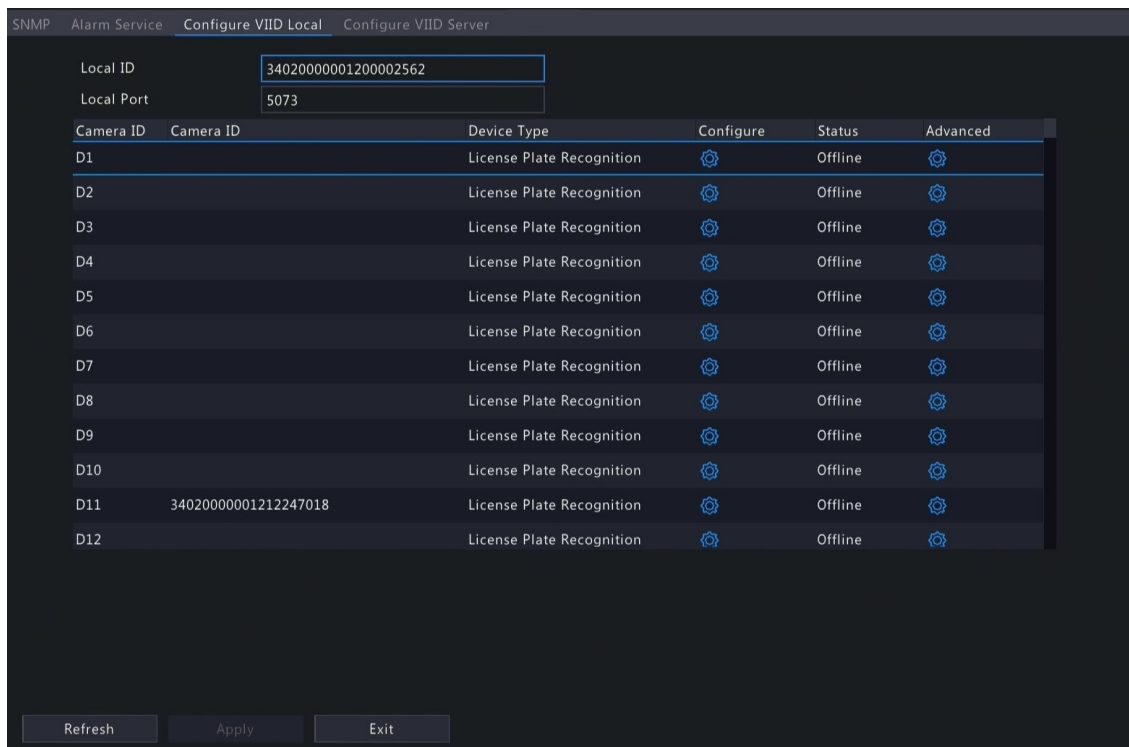 SNMP Alarm Service Configure VIID Local Configure VIID Server
Local ID 34020000001200002562
Local Port 5073
Camera ID Camera ID Device Type Configure Status Advanced
D1 License Plate Recognition Offline
D2 License Plate Recognition Offline
D3 License Plate Recognition Offline
D4 License Plate Recognition Offline
D5 License Plate Recognition Offline
D6 License Plate Recognition Offline
D7 License Plate Recognition Offline
D8 License Plate Recognition Offline
D9 License Plate Recognition Offline
D10 License Plate Recognition Offline
D11 34020000001212247018 License Plate Recognition Offline
D12 License Plate Recognition Offline
Refresh Apply Exit